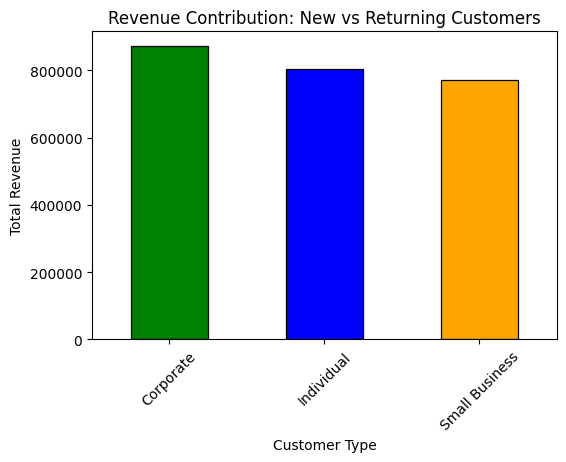 Revenue Contribution: New vs Returning Customers
Total Revenue
800000
600000
400000
200000
0
Corporate
Individual
Small Business
Customer Type